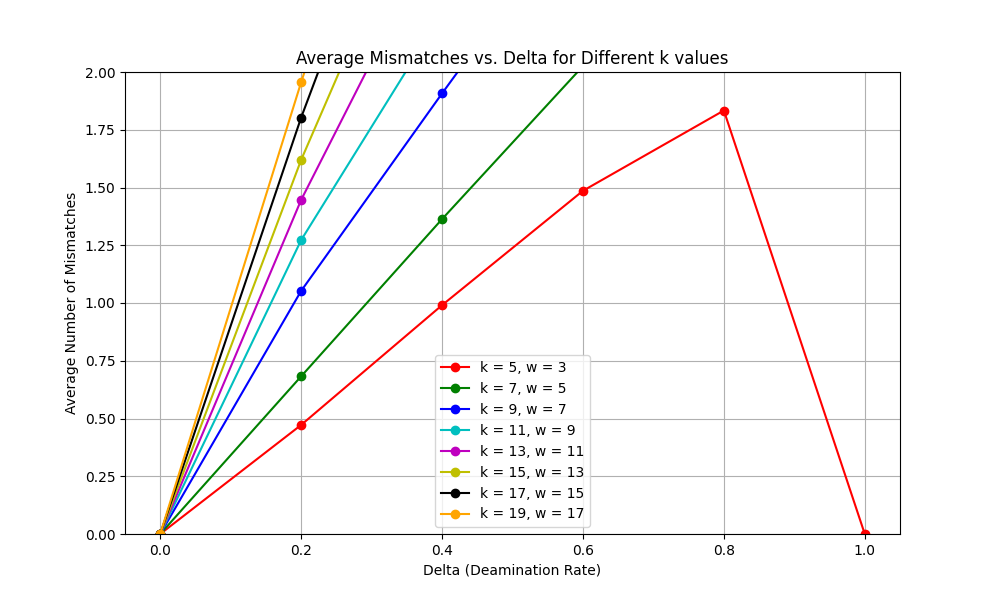 Average Mismatches vs. Delta for Different k values
2.00
1.75
1.50
1.25
1.00
0.75
0.50
0.25
0.00
Average Number of Mismatches
k = 5, w = 3
k = 7, w = 5
k = 9, w = 7
k = 11, w = 9
k = 13, w = 11
k = 15, w = 13
k = 17, w = 15
k = 19, w = 17
0.0 0.2 0.4 0.6 0.8 1.0
Delta (Deamination Rate)